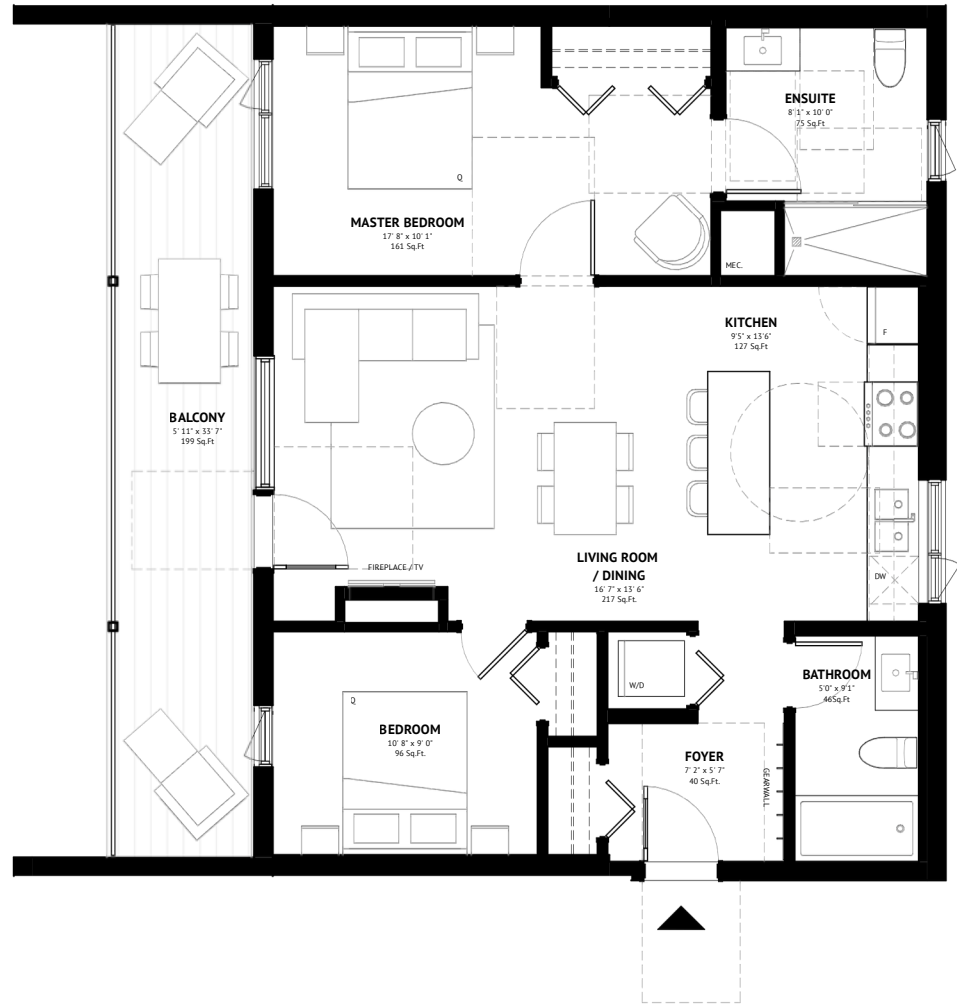 ENSUITE
8' 1" x 10' 0"
75 Sq.Ft
Q
MASTER BEDROOM
17' 8" x 10' 1"
161 Sq.Ft
MEC.
KITCHEN
9'5" x 13'6"
127 Sq.Ft
F
BALCONY
5' 11" x 33' 7"
199 Sq.Ft
LIVING ROOM
/ DINING
16' 7" x 13' 6"
217 Sq.Ft.
FIREPLACE / TV
DW
BATHROOM
5'0" x 9'1"
46Sq.Ft
W/D
Q
BEDROOM
10' 8" x 9' 0"
96 Sq.Ft.
FOYER
7' 2" x 5' 7"
40 Sq.Ft.
GEARWALL